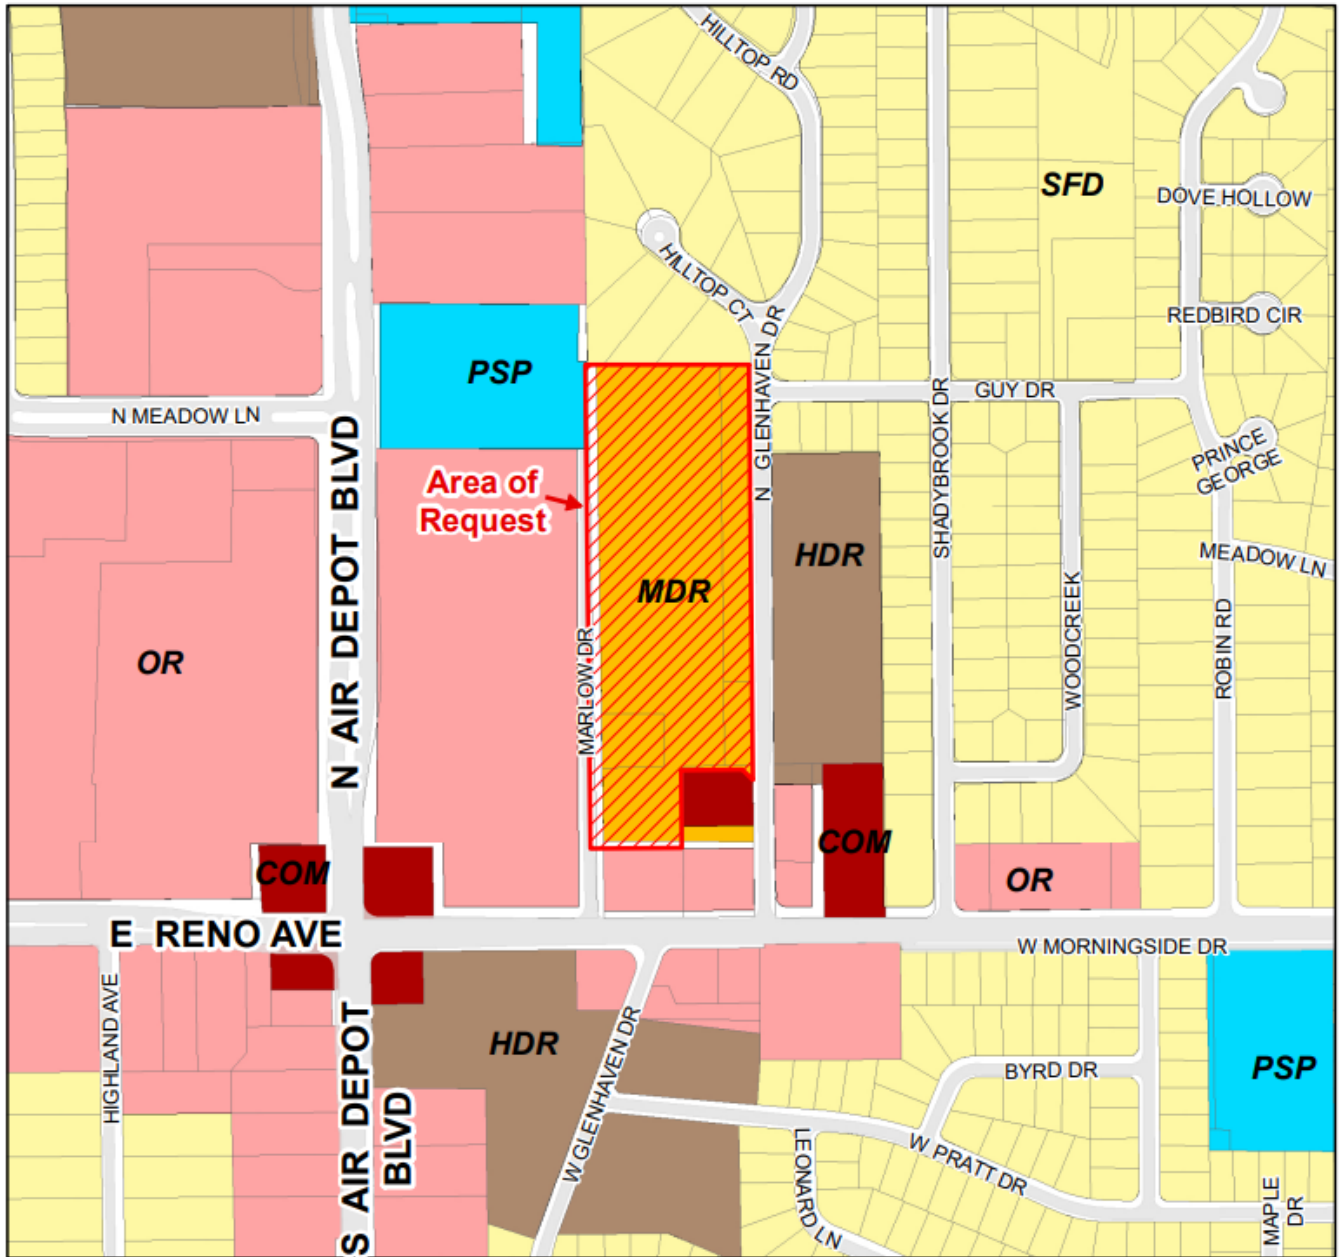 HILLTOP RD
SFD
DOVE HOLLOW
HILLTOP CT
REDBIRD CIR
PSP
N GLENHAVEN DR
GUY DR
N MEADOW LN
SHADYBROOK DR
PRINCE
GEORGE
N AIR DEPOT BLVD
Area of
Request
HDR
MEADOW LN
MDR
WOODCREEK
ROBIN RD
OR
MARLOW DR
COM
COM
OR
E RENO AVE
W MORNINGSIDE DR
HIGHLAND AVE
HDR
S AIR DEPOT
BLVD
W GLENHAVEN DR
BYRD DR
PSP
W PRATT DR
LEONARD LN
MAPLE
DR